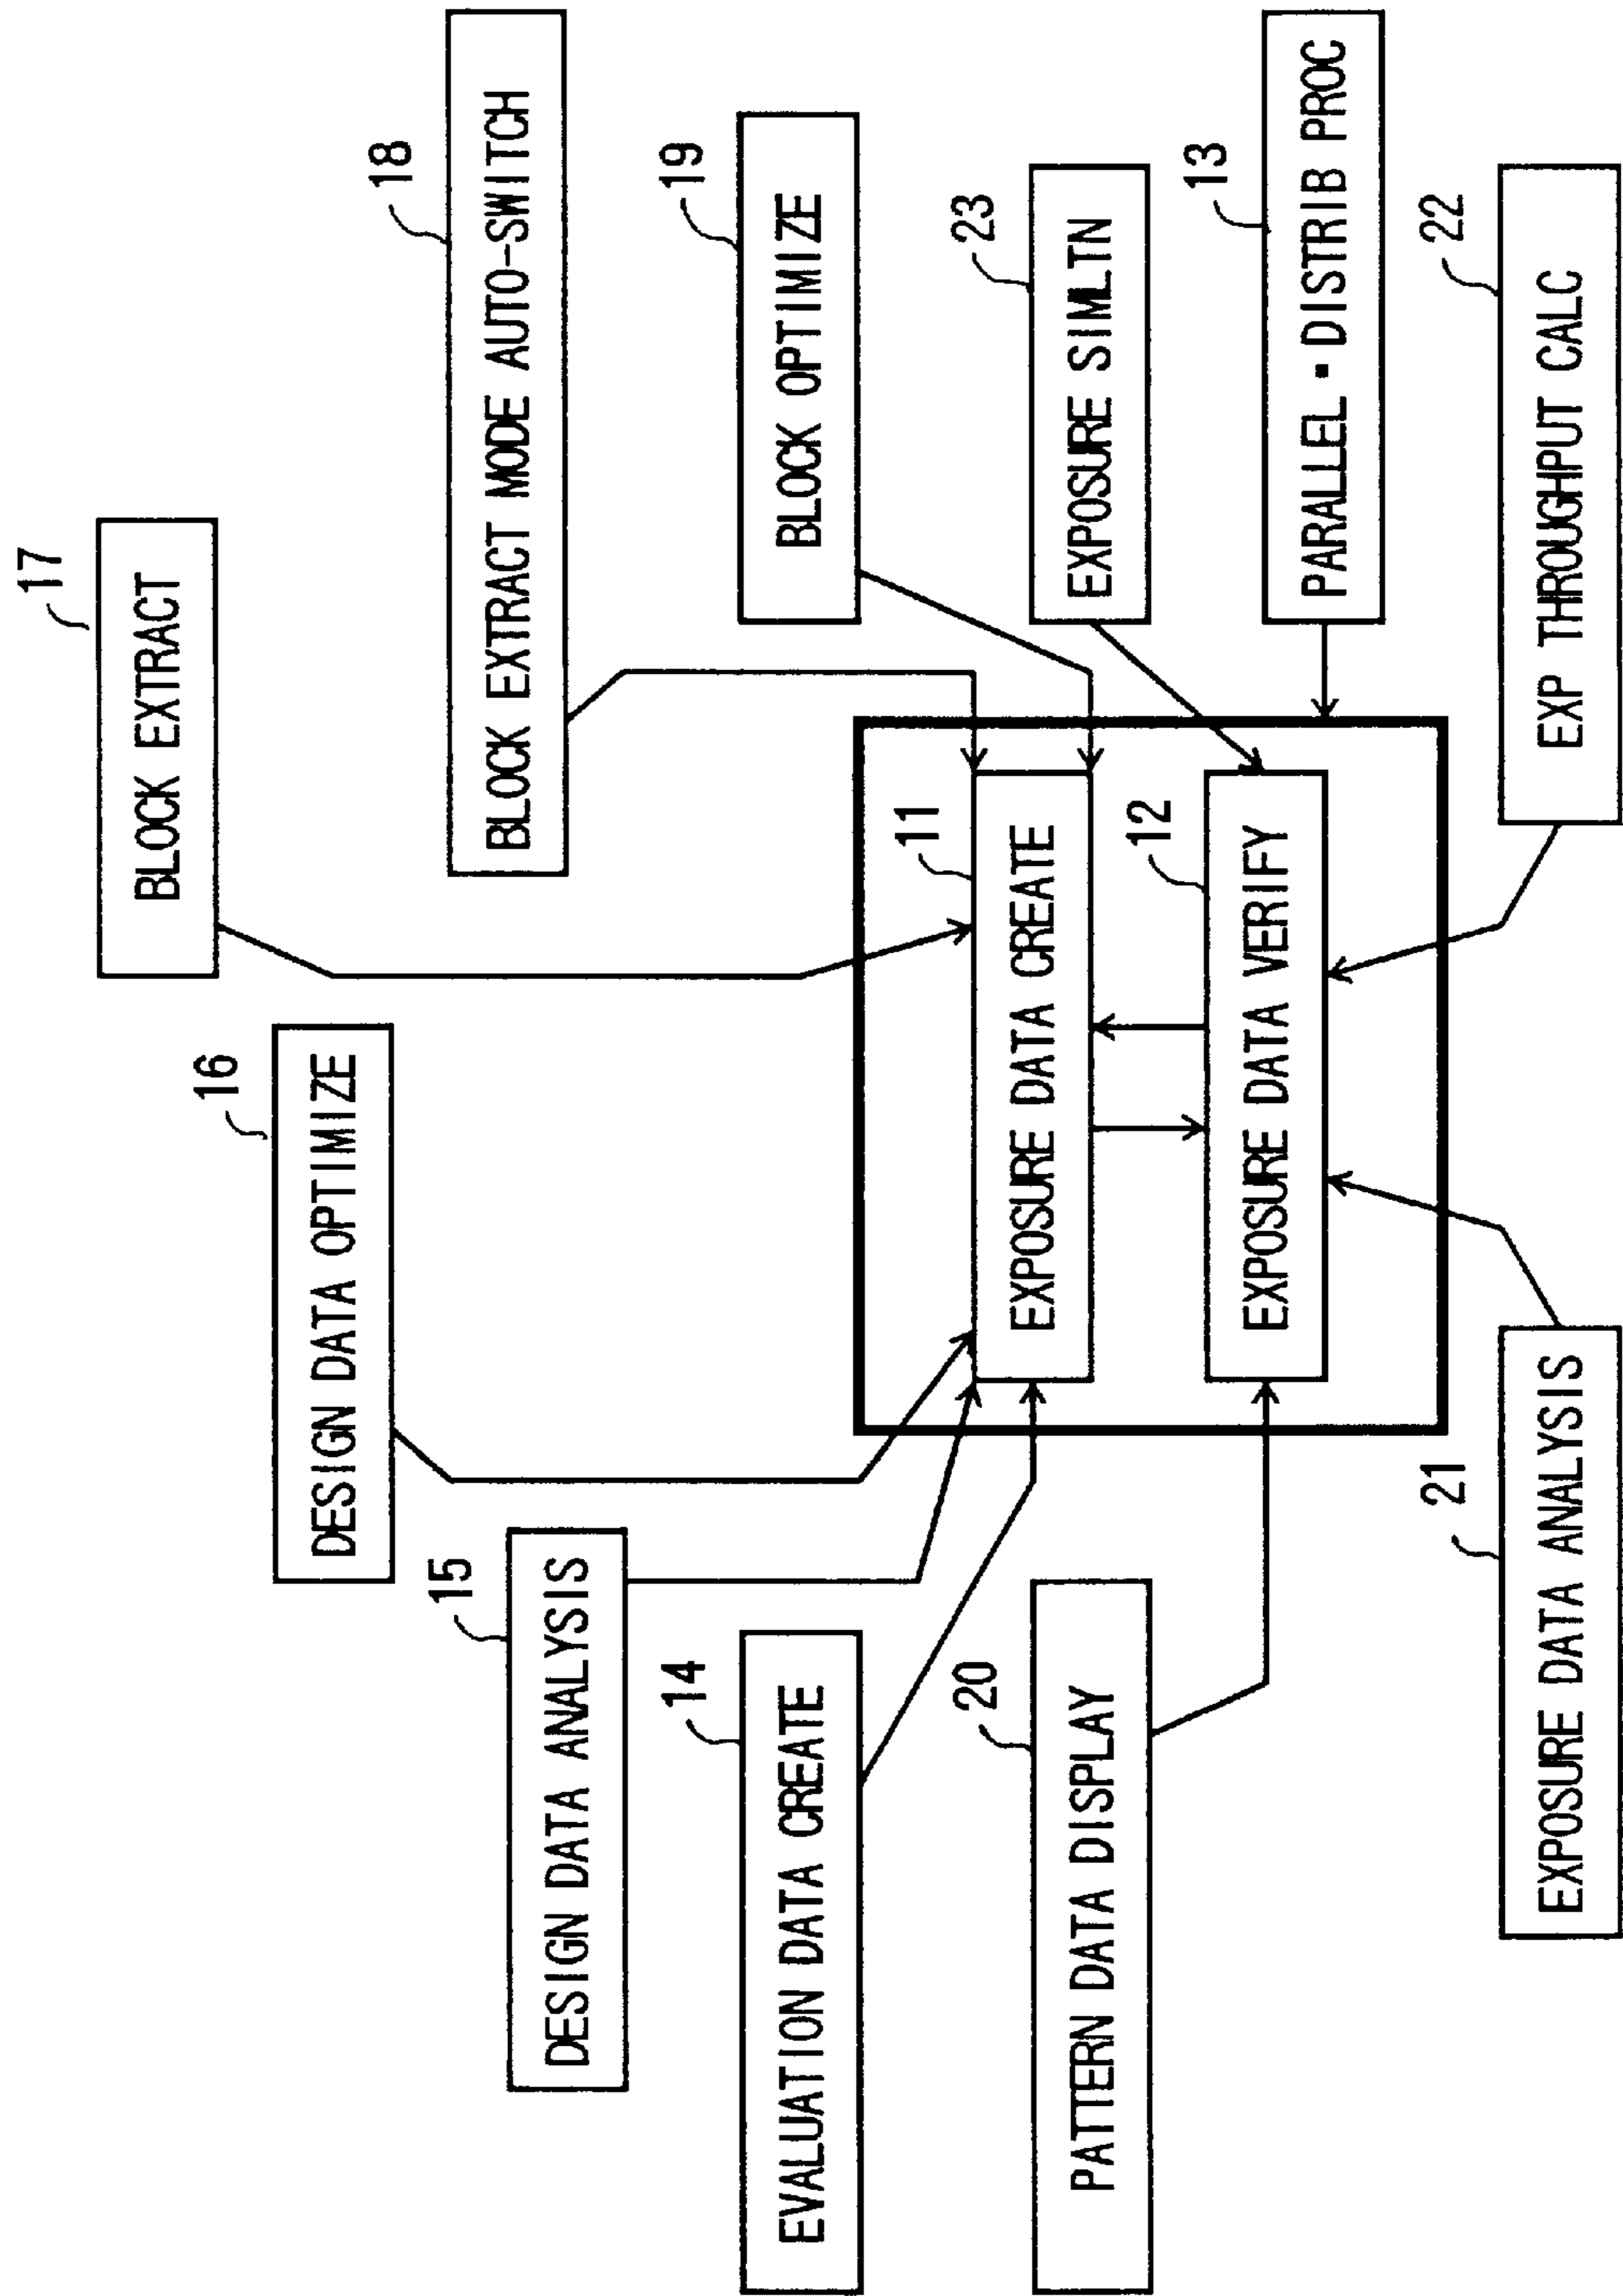 17
BLOCK EXTRACT
16
DESIGN DATA OPTIMIZE
18
BLOCK EXTRACT MODE AUTO-SWITCH
15
DESIGN DATA ANALYSIS
19
BLOCK OPTIMIZE
14
EVALUATION DATA CREATE
11
EXPOSURE DATA CREATE
23
EXPOSURE SIMLTN
20
PATTERN DATA DISPLAY
12
EXPOSURE DATA VERIFY
13
PARALLEL・DISTRIB PROC
21
EXPOSURE DATA ANALYSIS
22
EXP THROUGHPUT CALC